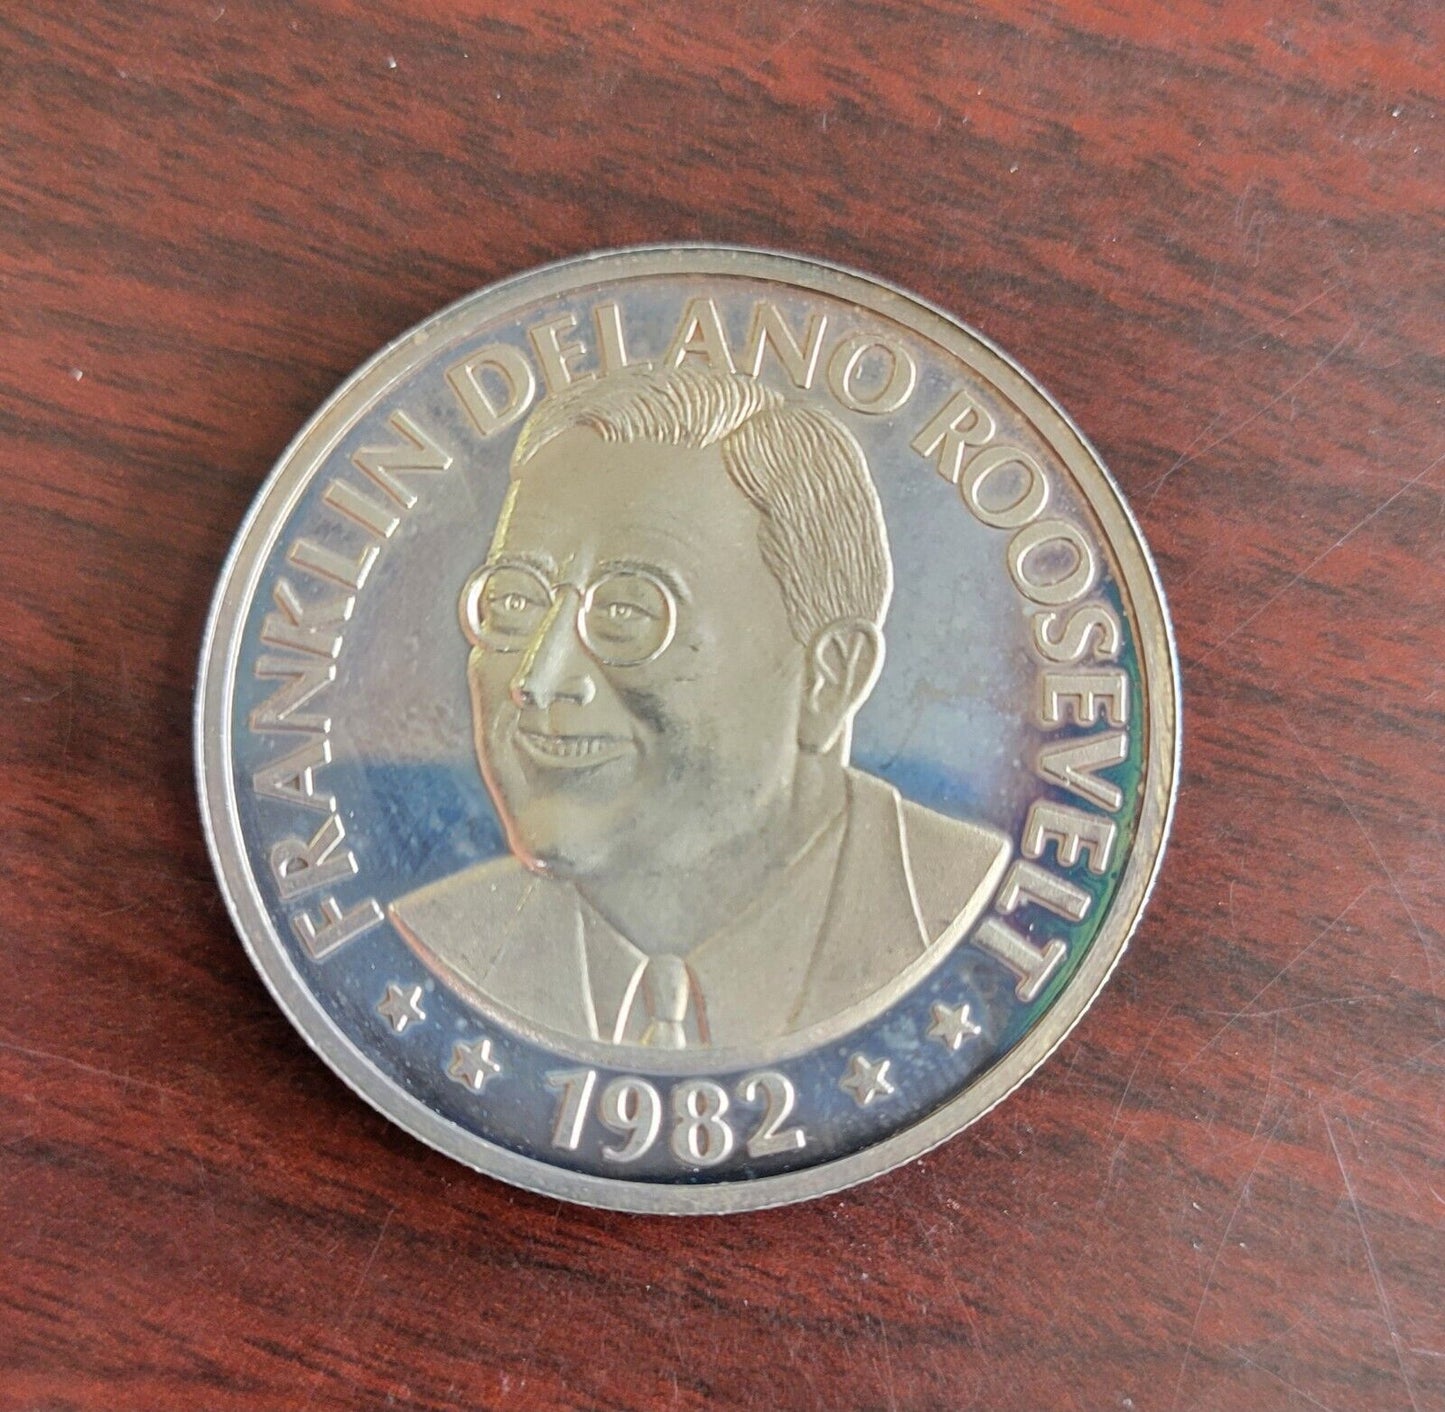 FRANKLIN DELANO ROOSEVELT
1982